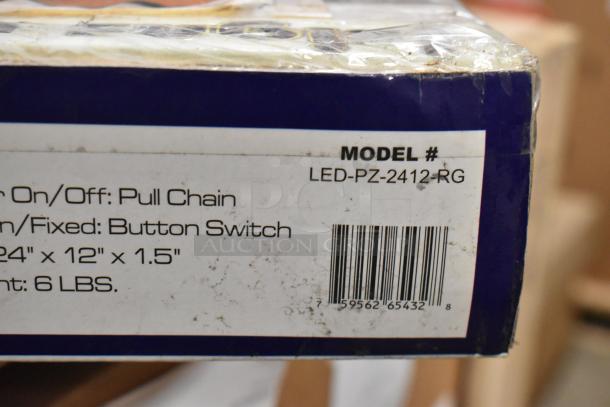 MODEL #
LED-PZ-2412-RG
On/Off: Pull Chain
n/Fixed: Button Switch
24" x 12" x 1.5"
nt: 6 LBS.
7 59562 65432 8
AUCTION